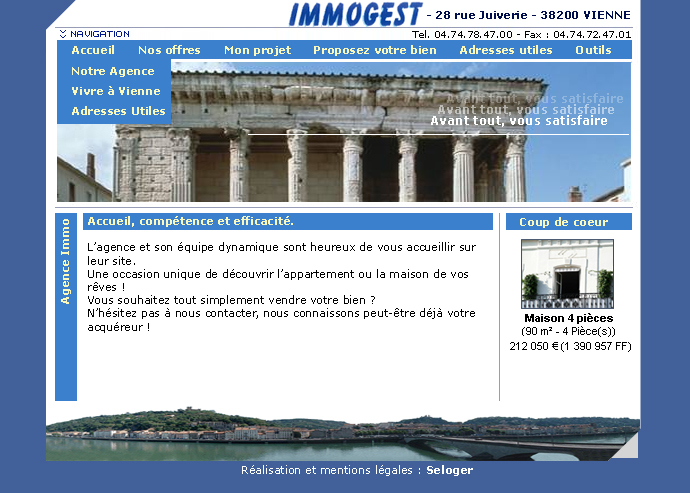 IMMOGEST - 28 rue Juiverie - 38200 VIENNE
NAVIGATION
Tel. 04.74.78.47.00 - Fax : 04.74.72.47.01
Accueil Nos offres Mon projet Proposez votre bien Adresses utiles Outils
Notre Agence
Vivre à Vienne
Adresses Utiles
Avant tout, vous satisfaire
Avant tout, vous satisfaire
Avant tout, vous satisfaire
Agence Immo
Accueil, compétence et efficacité.
L'agence et son équipe dynamique sont heureux de vous accueillir sur
leur site.
Une occasion unique de découvrir l'appartement ou la maison de vos
rêves !
Vous souhaitez tout simplement vendre votre bien ?
N'hésitez pas à nous contacter, nous connaissons peut-être déjà votre
acquéreur !
Coup de coeur
Maison 4 pièces
(90 m² - 4 Pièce(s))
212 050 € (1 390 957 FF)
Réalisation et mentions légales : Seloger